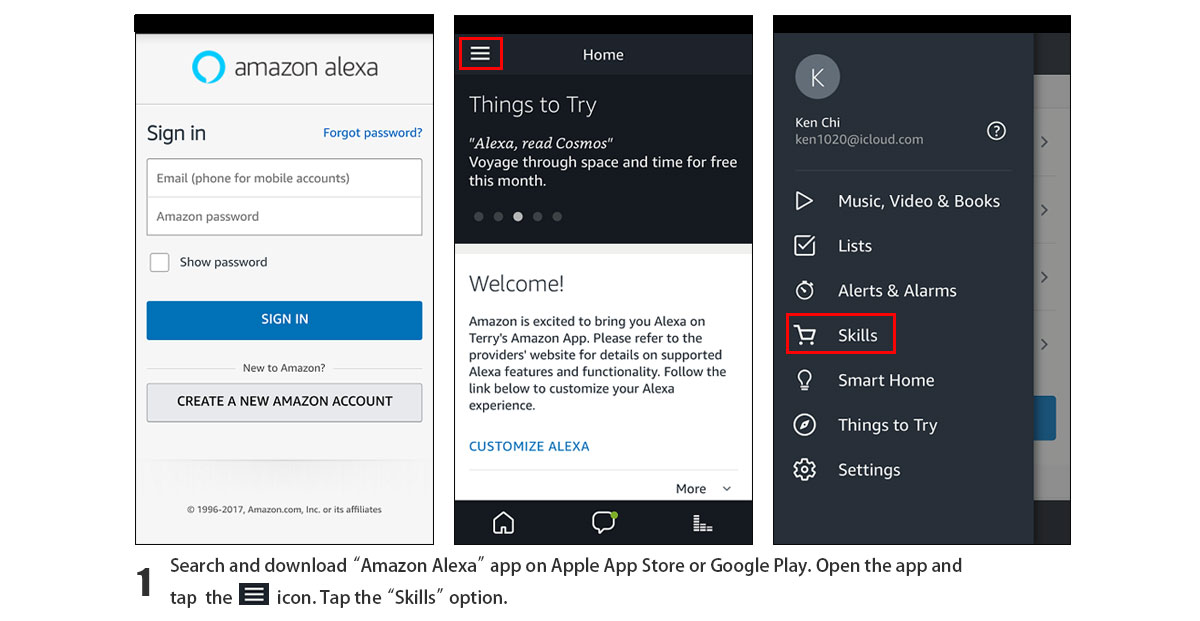 amazon alexa
Sign in
Forgot password?
Email (phone for mobile accounts)
Amazon password
Show password
SIGN IN
New to Amazon?
CREATE A NEW AMAZON ACCOUNT
© 1996-2017, Amazon.com, Inc. or its affiliates
Home
Things to Try
"Alexa, read Cosmos"
Voyage through space and time for free
this month.
Welcome!
Amazon is excited to bring you Alexa on
Terry's Amazon App. Please refer to the
providers' website for details on supported
Alexa features and functionality. Follow the
link below to customize your Alexa
experience.
CUSTOMIZE ALEXA
More
K
Ken Chi
ken1020@icloud.com
?
Music, Video & Books
Lists
Alerts & Alarms
Skills
Smart Home
Things to Try
Settings
1
Search and download “Amazon Alexa” app on Apple App Store or Google Play. Open the app and
tap the icon. Tap the “Skills” option.